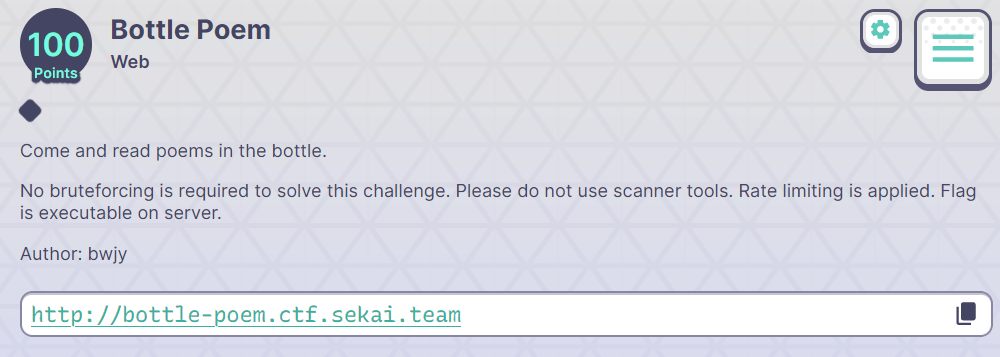 100
Points
Bottle Poem
Web
Come and read poems in the bottle.
No bruteforcing is required to solve this challenge. Please do not use scanner tools. Rate limiting is applied. Flag
is executable on server.
Author: bwjy
http://bottle-poem.ctf.sekai.team